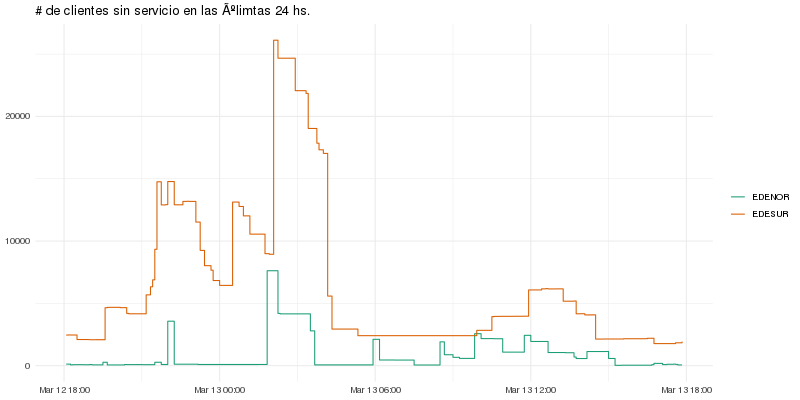 # de clientes sin servicio en las Ãºlimtas 24 hs.
20000
10000
0
Mar 12 18:00
Mar 13 00:00
Mar 13 06:00
Mar 13 12:00
Mar 13 18:00
EDENOR
EDESUR